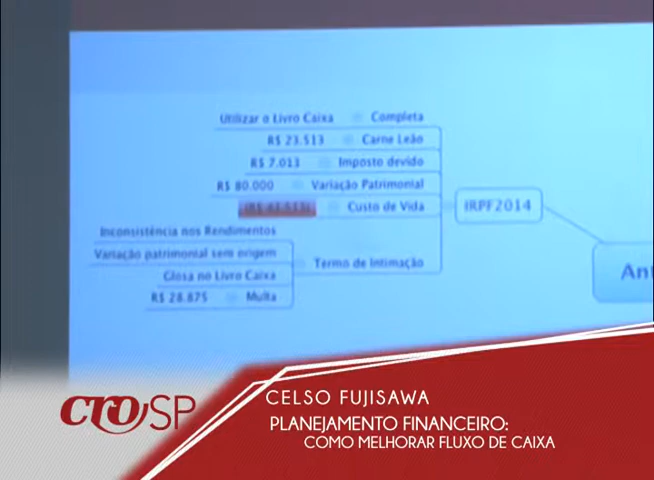 Utilizar o Livro Caixa Completa
R$ 23.513 Carne Leão
R$ 7.013 Imposto devido
R$ 80.000 Variação Patrimonial
Custo de Vida
IRPF2014
Inconsistência nos Rendimentos
Variação patrimonial sem origem
Termo de Intimação
Glosa no Livro Caixa
R$ 28.875 Multa
Ant
CROSP
CELSO FUJISAWA
PLANEJAMENTO FINANCEIRO:
COMO MELHORAR FLUXO DE CAIXA